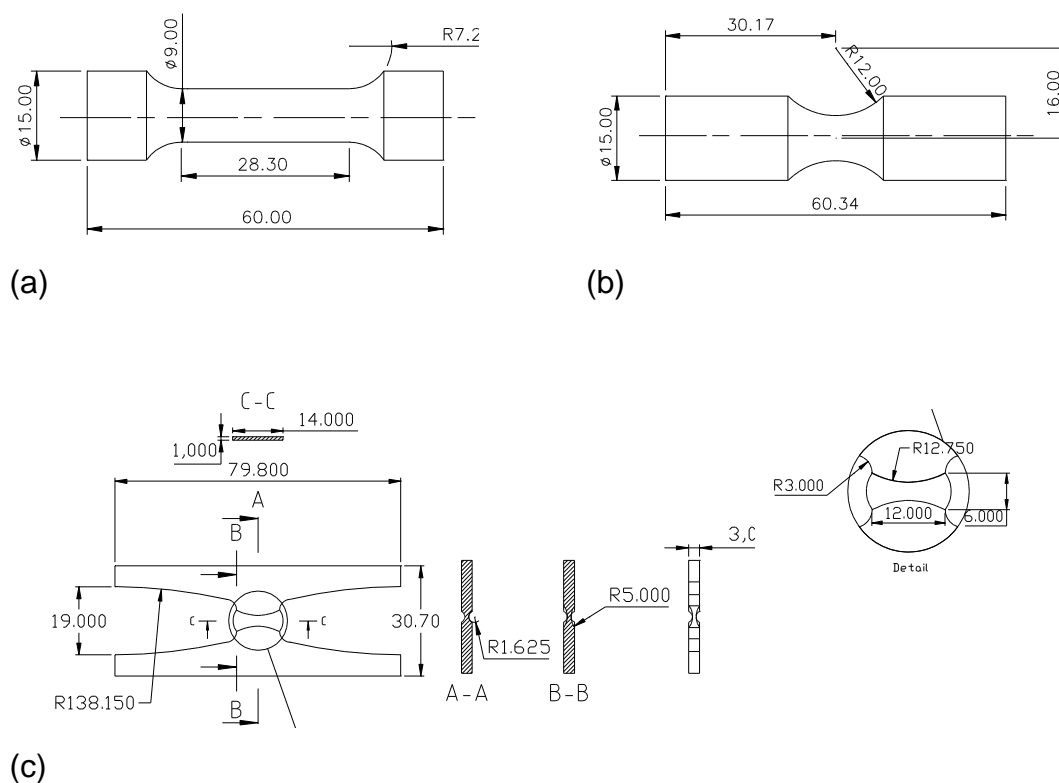 R7.2
ø9.00
ø15.00
28.30
60.00
(a)
30.17
R12.00
16.00
ø15.00
60.34
(b)
C-C
14.000
1,000
79.800
A
B
19.000
C
C
30.70
R138.150
B
R1.625
A-A
R5.000
B-B
3,0
R12.750
R3.000
12.000
6.000
Detail
(c)